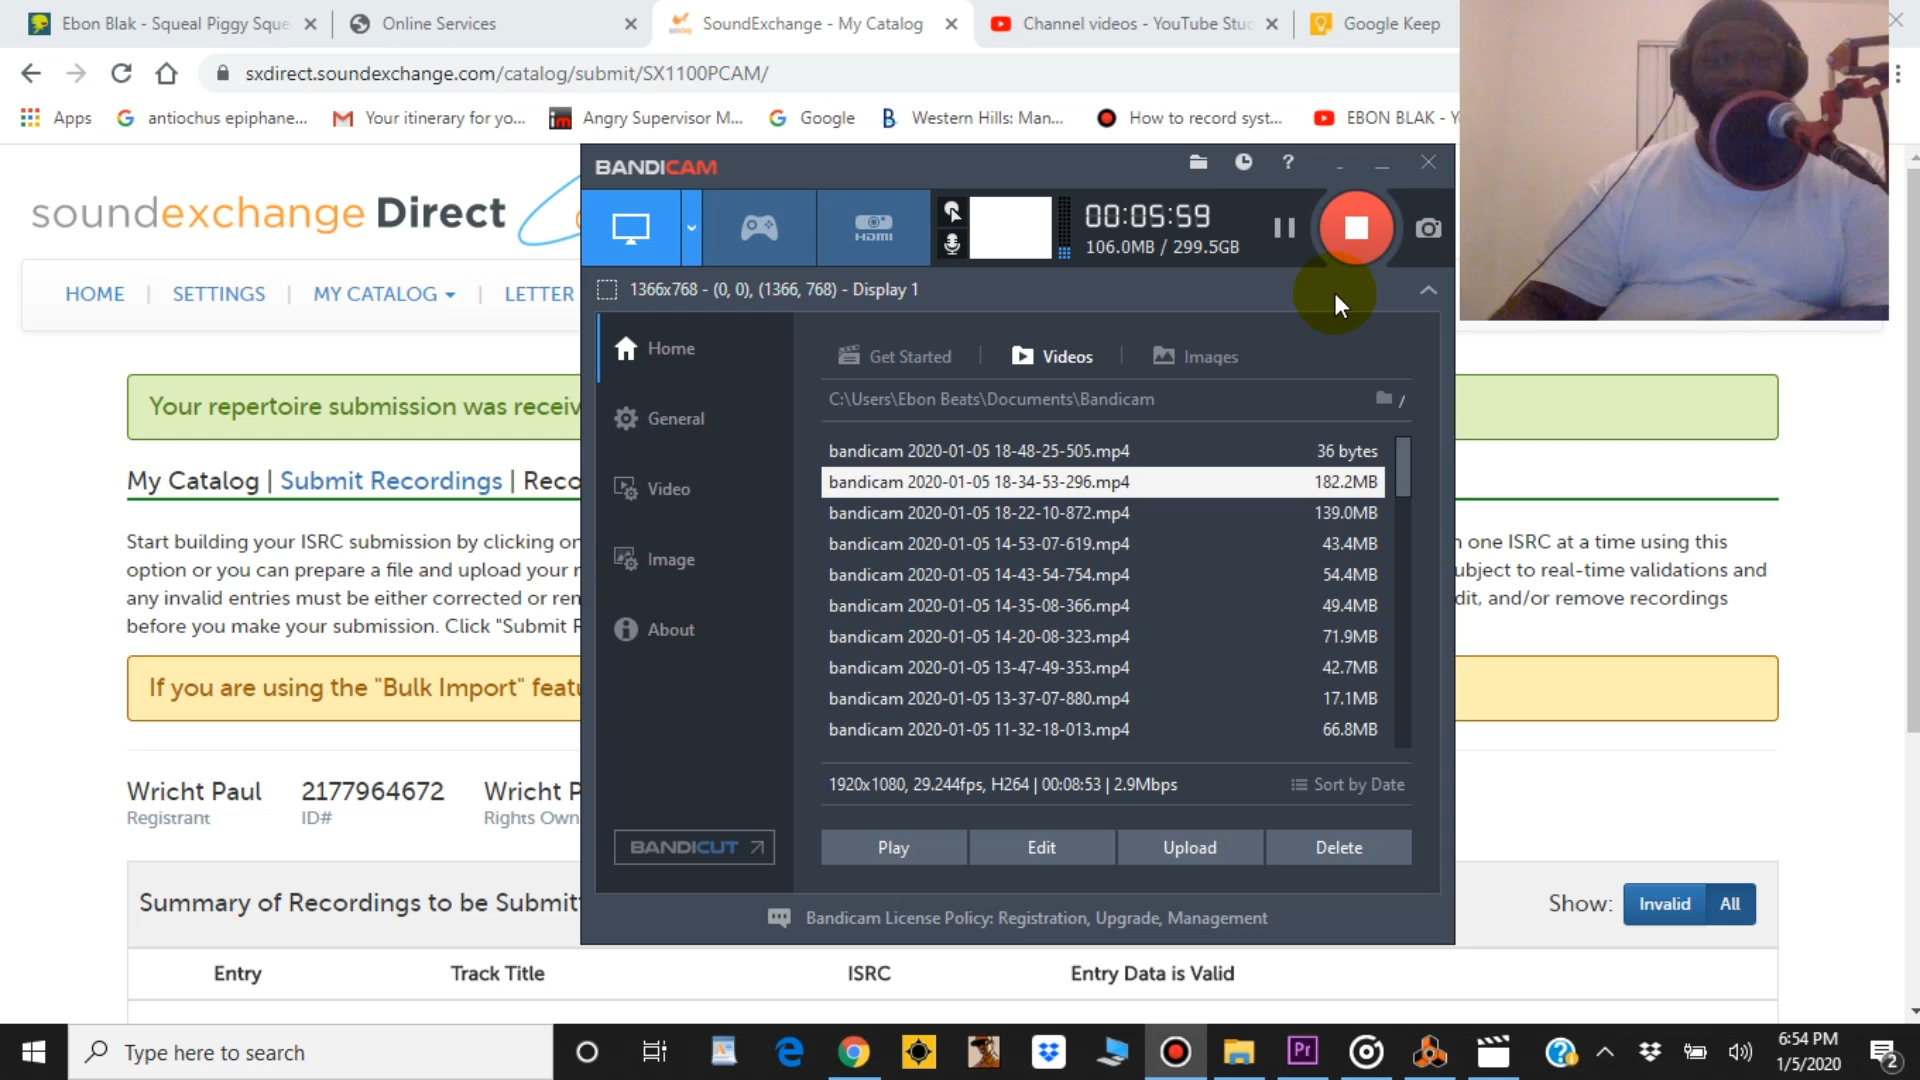 Ebon Blak - Squeal Piggy Sque
Online Services
SoundExchange - My Catalog
Channel videos - YouTube Stu
Google Keep
sxdirect.soundexchange.com/catalog/submit/SX1100PCAM/
Apps
antiochus epiphane...
Your itinerary for yo...
Angry Supervisor M...
Google
Western Hills: Man...
How to record syst...
EBON BLAK - Y
soundexchange Direct
HOME
SETTINGS
MY CATALOG
LETTER
Your repertoire submission was receiv
My Catalog | Submit Recordings | Reco
Start building your ISRC submission by clicking on
n one ISRC at a time using this
option or you can prepare a file and upload your r
ubject to real-time validations and
any invalid entries must be either corrected or ren
dit, and/or remove recordings
before you make your submission. Click "Submit R
If you are using the "Bulk Import" featu
Wricht Paul
Registrant
2177964672
ID#
Wricht P
Rights Own
Summary of Recordings to be Submit
Show:
Invalid
All
Entry
Track Title
ISRC
Entry Data is Valid
BANDICAM
?
HDMI
00:05:59
106.0MB / 299.5GB
1366x768 - (0, 0), (1366, 768) - Display 1
Home
General
Video
Image
About
BANDICUT
Get Started
Videos
Images
C:\Users\Ebon Beats\Documents\Bandicam
/
bandicam 2020-01-05 18-48-25-505.mp4 36 bytes
bandicam 2020-01-05 18-34-53-296.mp4 182.2MB
bandicam 2020-01-05 18-22-10-872.mp4 139.0MB
bandicam 2020-01-05 14-53-07-619.mp4 43.4MB
bandicam 2020-01-05 14-43-54-754.mp4 54.4MB
bandicam 2020-01-05 14-35-08-366.mp4 49.4MB
bandicam 2020-01-05 14-20-08-323.mp4 71.9MB
bandicam 2020-01-05 13-47-49-353.mp4 42.7MB
bandicam 2020-01-05 13-37-07-880.mp4 17.1MB
bandicam 2020-01-05 11-32-18-013.mp4 66.8MB
1920x1080, 29.244fps, H264 | 00:08:53 | 2.9Mbps
Sort by Date
Play
Edit
Upload
Delete
Bandicam License Policy: Registration, Upgrade, Management
Type here to search
Pr
6:54 PM
1/5/2020
2